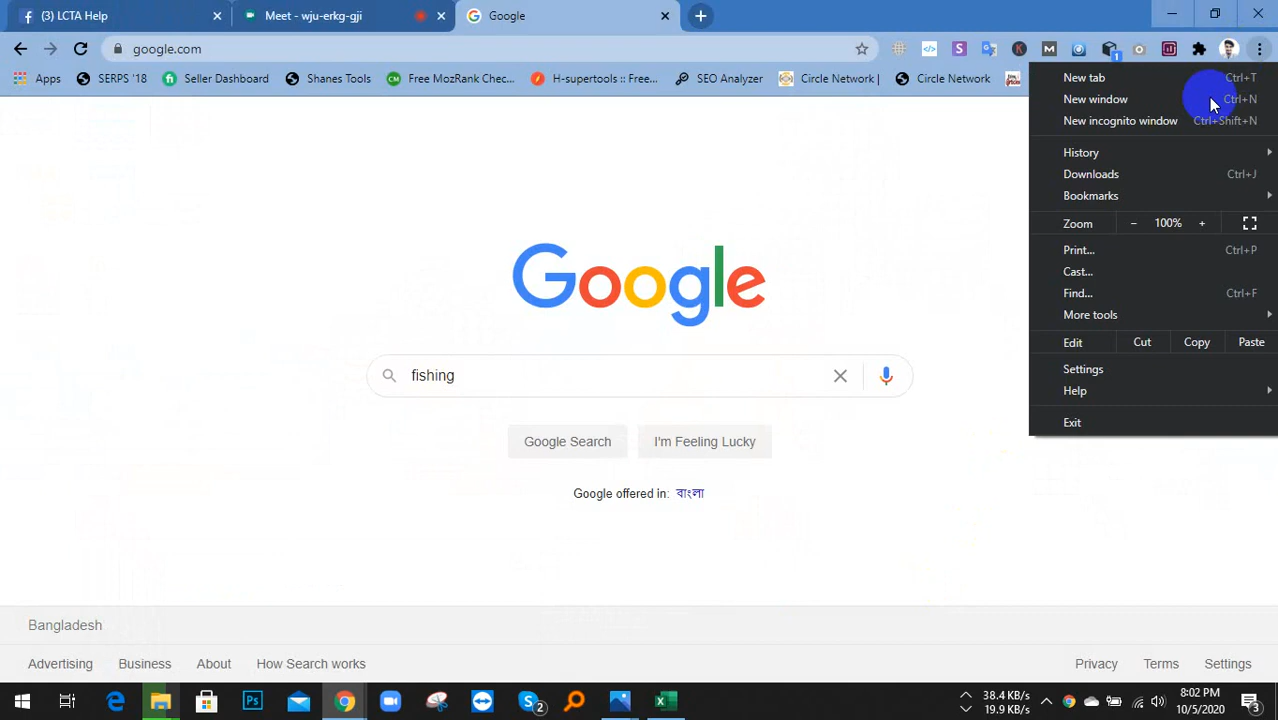 (3) LCTA Help
Meet - wju-erkg-gji
Google
google.com
1
Apps
SERPS '18
Seller Dashboard
Shanes Tools
Free MozRank Chec...
H-supertools :: Free...
SEO Analyzer
Circle Network |
Circle Network
New tab Ctrl+T
New window Ctrl+N
New incognito window Ctrl+Shift+N
History
Downloads Ctrl+J
Bookmarks
Zoom - 100% +
Print... Ctrl+P
Cast...
Find... Ctrl+F
More tools
Edit Cut Copy Paste
Settings
Help
Exit
Google
fishing
Google Search I'm Feeling Lucky
Google offered in: বাংলা
Bangladesh
Advertising Business About How Search works Privacy Terms Settings
38.4 KB/s
19.9 KB/s
8:02 PM
10/5/2020
2
3